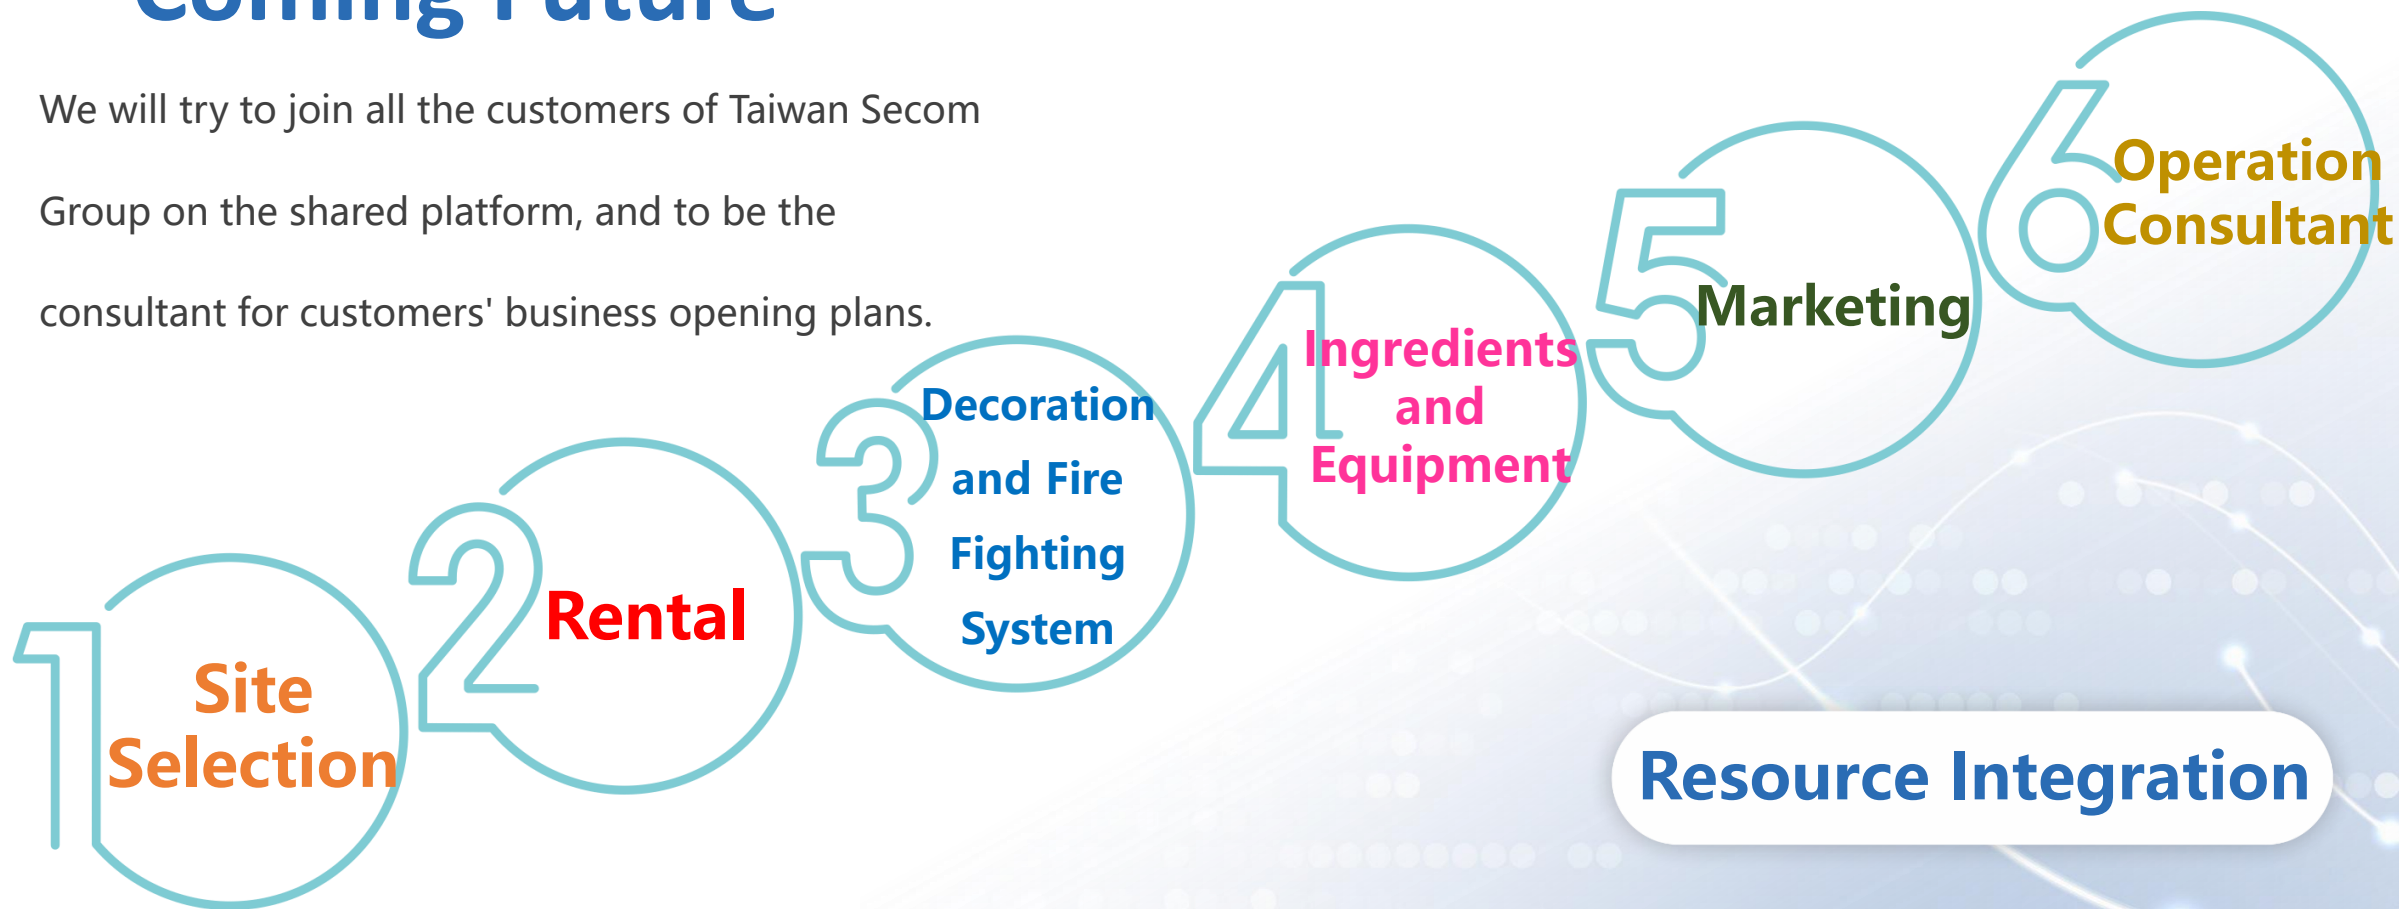 Coming Future
We will try to join all the customers of Taiwan Secom
Group on the shared platform, and to be the
consultant for customers' business opening plans.
1
Site
Selection
2
Rental
3
Decoration
and Fire
Fighting
System
4
Ingredients
and
Equipment
5
Marketing
6
Operation
Consultant
Resource Integration